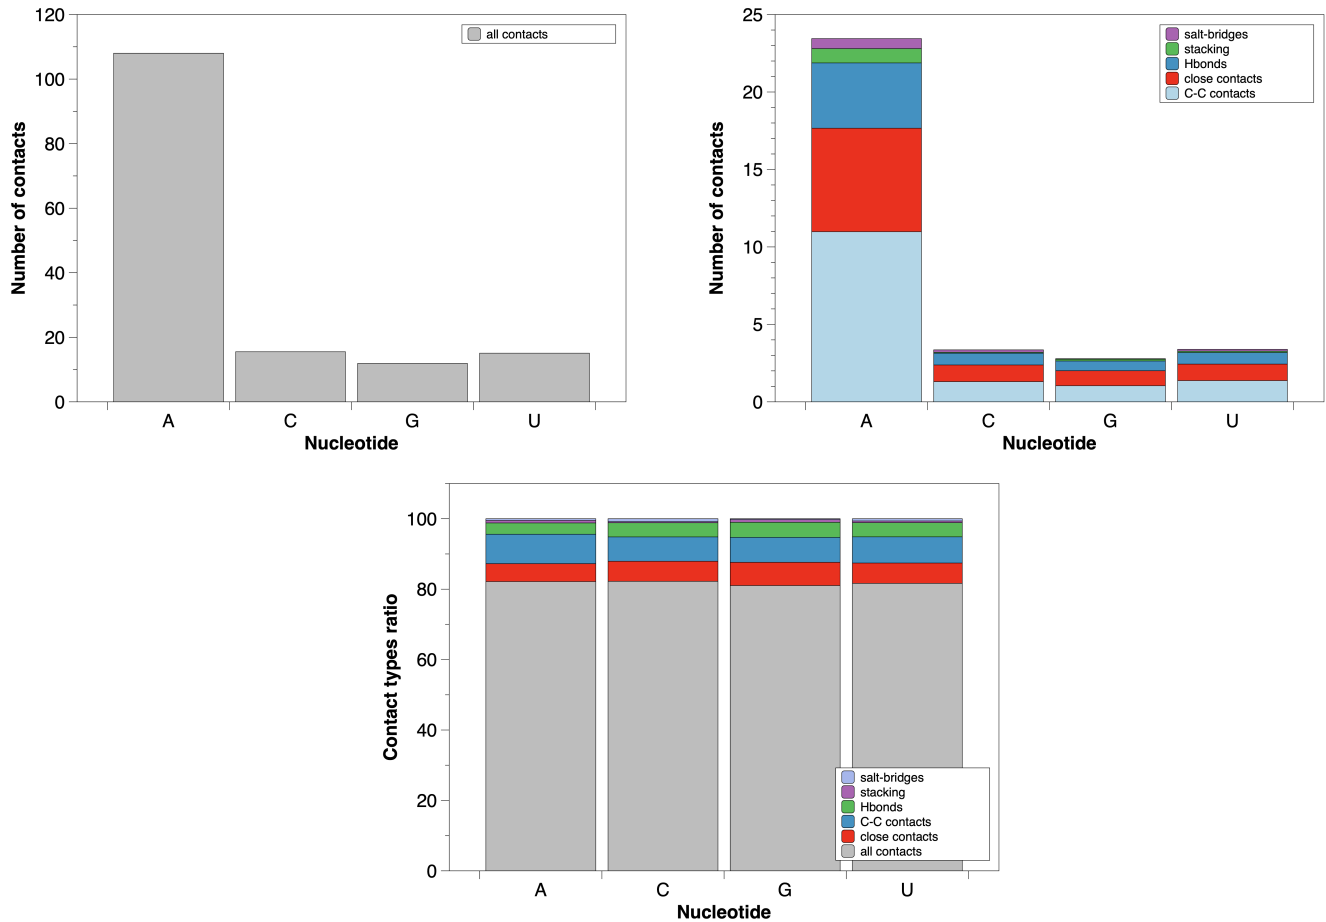 120
100
80
60
40
20
0
Number of contacts
all contacts
A C G U
Nucleotide
25
20
15
10
5
0
Number of contacts
salt-bridges
stacking
Hbonds
close contacts
C-C contacts
A C G U
Nucleotide
100
80
60
40
20
0
Contact types ratio
salt-bridges
stacking
Hbonds
C-C contacts
close contacts
all contacts
A C G U
Nucleotide